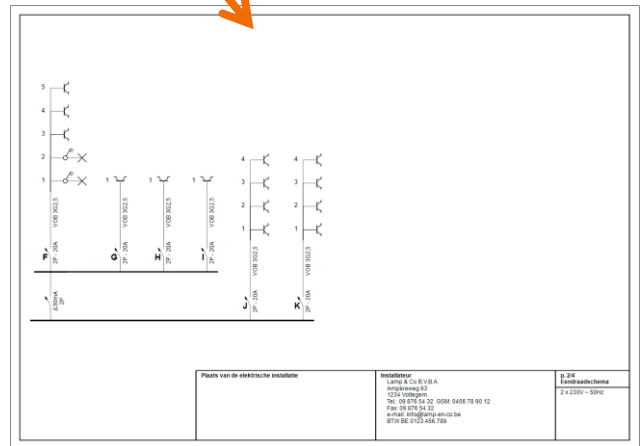 5
4
3
2
1
1
1
1
4
3
2
1
4
3
2
1
VOB 3G2,5
VOB 3G2,5
VOB 3G2,5
VOB 3G2,5
VOB 3G2,5
VOB 3G2,5
F
2P - 20A
G
2P - 20A
H
2P - 20A
I
2P - 20A
J
2P - 20A
K
2P - 20A
Δ30mA
2P
Plaats van de elektrische installatie
Installateur
Lamp & Co B.V.B.A.
Ampèreweg 63
1234 Voltegem
Tel.: 09 876 54 32 GSM: 0456 78 90 12
Fax: 09 876 54 32
e-mail: info@lamp-en-co.be
BTW BE 0123.456.789
p. 2/4
Eendraadschema
2 x 230V ~ 50Hz